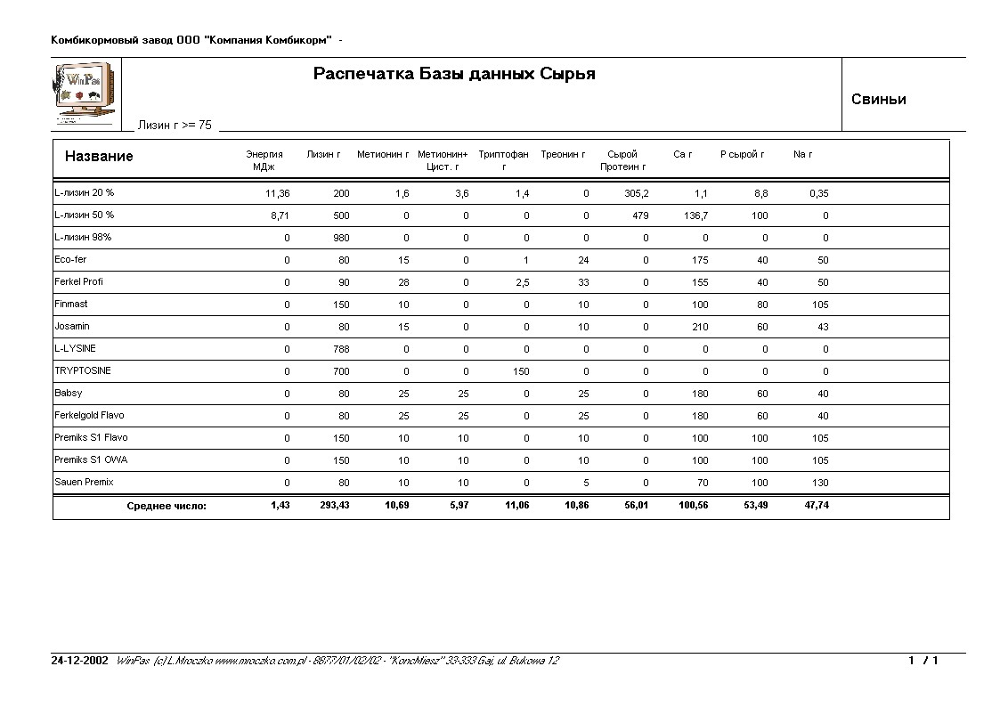 Комбикормовый завод ООО "Компания Комбикорм" -
WinPas
Распечатка Базы данных Сырья
Свиньи
Лизин г >= 75
Название Энергия МДж Лизин г Метионин г Метионин+ Цист. г Триптофан г Треонин г Сырой Протеин г Ca г P сырой г Na г
L-лизин 20 % 11,36 200 1,6 3,6 1,4 0 305,2 1,1 8,8 0,35
L-лизин 50 % 8,71 500 0 0 0 0 479 136,7 100 0
L-лизин 98% 0 980 0 0 0 0 0 0 0 0
Eco-fer 0 80 15 0 1 24 0 175 40 50
Ferkel Profi 0 90 28 0 2,5 33 0 155 40 50
Finmast 0 150 10 0 0 10 0 100 80 105
Josamin 0 80 15 0 0 10 0 210 60 43
L-LYSINE 0 788 0 0 0 0 0 0 0 0
TRYPTOSINE 0 700 0 0 150 0 0 0 0 0
Babsy 0 80 25 25 0 25 0 180 60 40
Ferkelgold Flavo 0 80 25 25 0 25 0 180 60 40
Premiks S1 Flavo 0 150 10 10 0 10 0 100 100 105
Premiks S1 OWA 0 150 10 10 0 10 0 100 100 105
Sauen Premix 0 80 10 10 0 5 0 70 100 130
Среднее число: 1,43 293,43 10,69 5,97 11,06 10,86 56,01 100,56 53,49 47,74
24-12-2002 WinPas (c) L.Mroczko www.mroczko.com.pl - 8877/01/02/02 - "KoncMiesz" 33-333 Gaj, ul. Bukowa 12 1 / 1